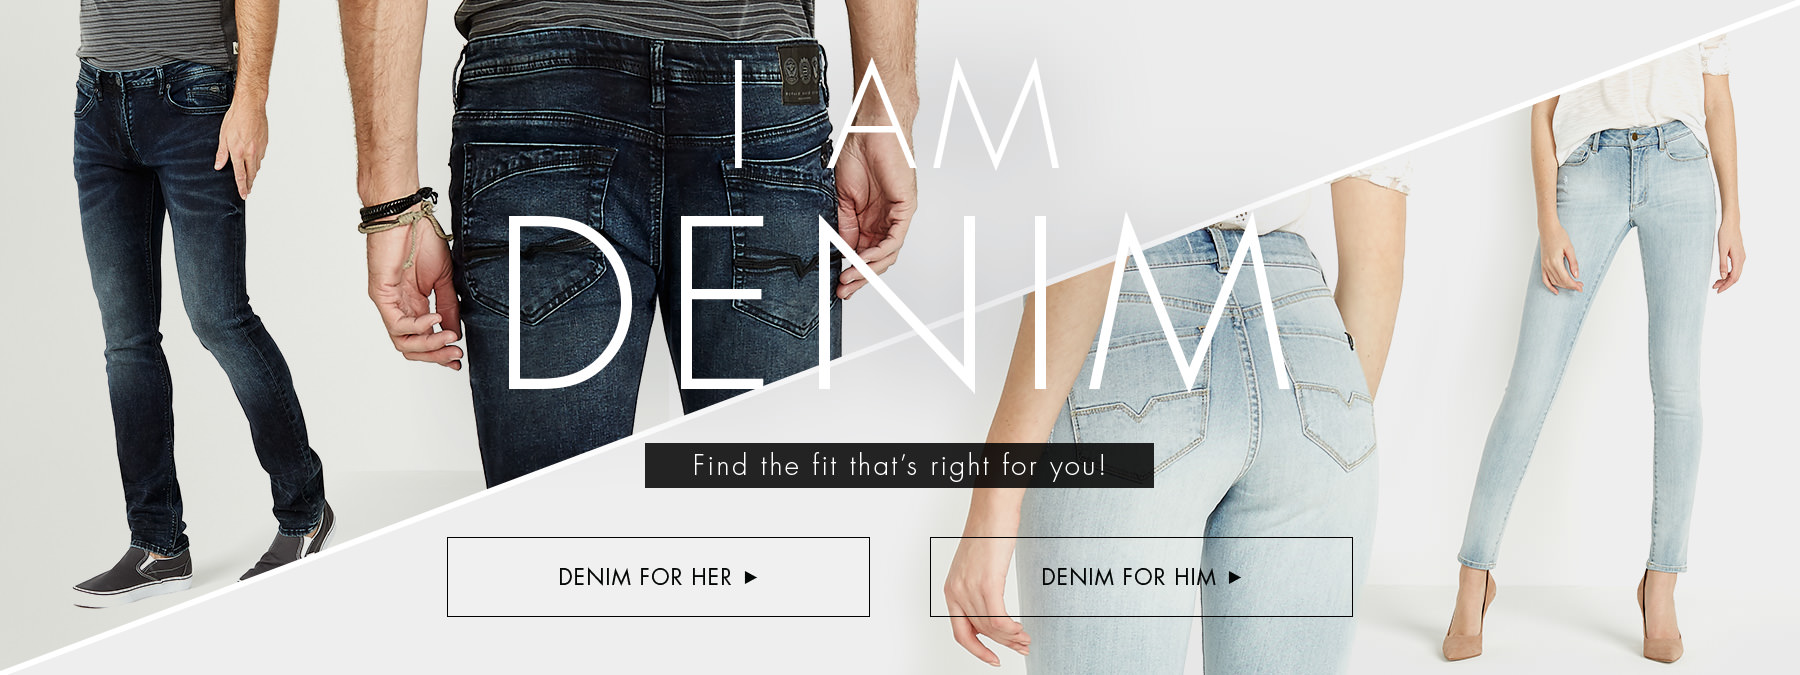 I AM
DENIM
Find the fit that's right for you!
DENIM FOR HER ►
DENIM FOR HIM ►